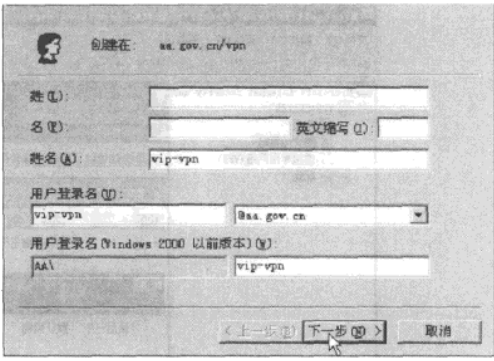 创建在: aa.gov.cn/vpn
姓(L):
名(F): 英文缩写(I):
姓名(A): vip-vpn
用户登录名(U):
vip-vpn @aa.gov.cn
用户登录名(Windows 2000 以前版本)(W):
AA\ vip-vpn
< 上一步(B) 下一步(N) > 取消